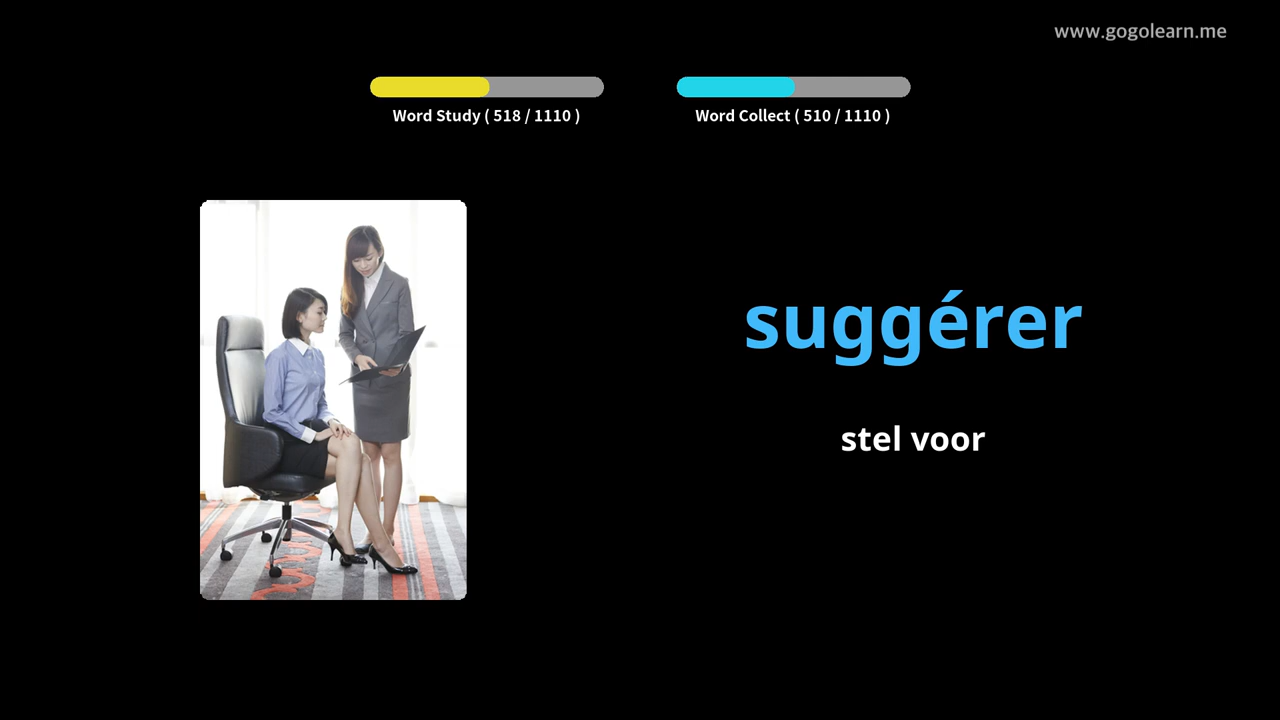 www.gogolearn.me
Word Study ( 518 / 1110 )
Word Collect ( 510 / 1110 )
suggérer
stel voor